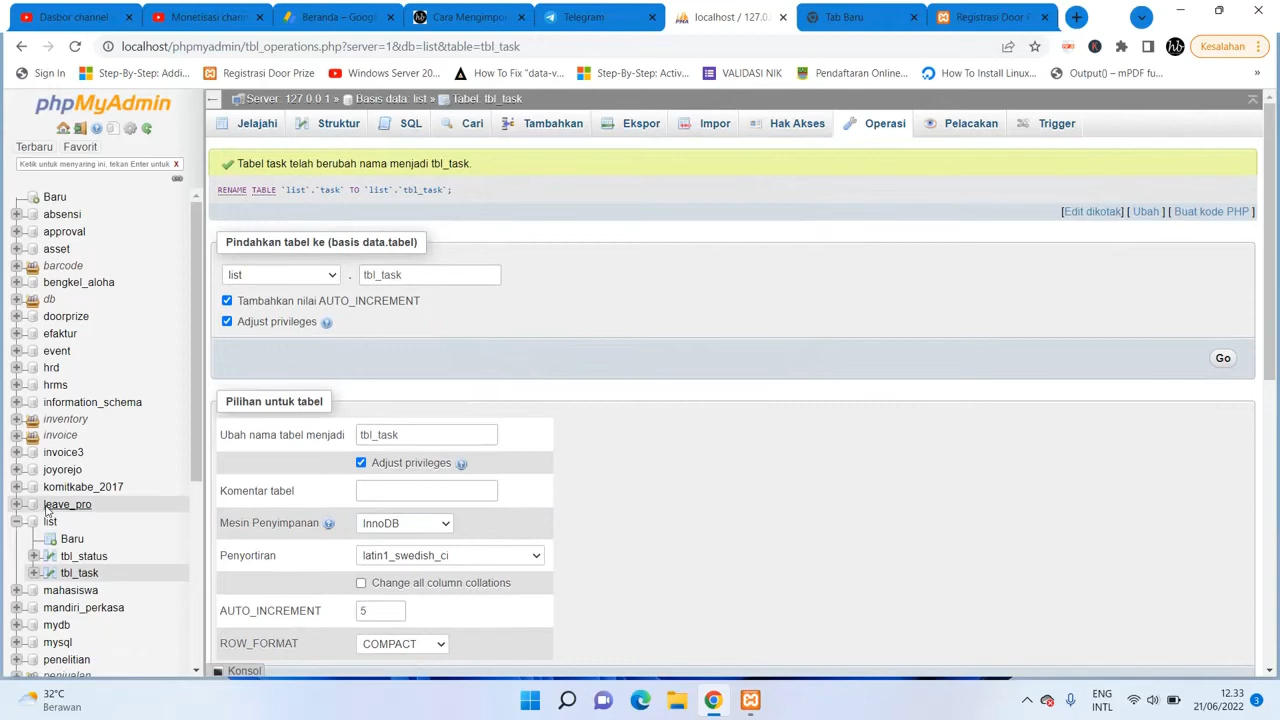 Dasbor channel
Monetisasi chann
Beranda – Googl
Cara Mengimpor
Telegram
localhost / 127.0.
Tab Baru
Registrasi Door P
localhost/phpmyadmin/tbl_operations.php?server=1&db=list&table=tbl_task
Kesalahan
Sign In
Step-By-Step: Addi...
Registrasi Door Prize
Windows Server 20...
How To Fix "data-v...
Step-By-Step: Activ...
VALIDASI NIK
Pendaftaran Online...
How To Install Linux...
Output() – mPDF fu...
»
phpMyAdmin
Terbaru Favorit
Ketik untuk menyaring ini, tekan Enter untuk X
Baru
absensi
approval
asset
barcode
bengkel_aloha
db
doorprize
efaktur
event
hrd
hrms
information_schema
inventory
invoice
invoice3
joyorejo
komitkabe_2017
leave_pro
list
Baru
tbl_status
tbl_task
mahasiswa
mandiri_perkasa
mydb
mysql
penelitian
penjualan
Server: 127.0.0.1 » Basis data: list » Tabel: tbl_task
Jelajahi Struktur SQL Cari Tambahkan Ekspor Impor Hak Akses Operasi Pelacakan Trigger
Tabel task telah berubah nama menjadi tbl_task.
RENAME TABLE `list`.`task` TO `list`.`tbl_task`;
[Edit dikotak] [ Ubah ] [ Buat kode PHP ]
Pindahkan tabel ke (basis data.tabel)
list . tbl_task
Tambahkan nilai AUTO_INCREMENT
Adjust privileges
Go
Pilihan untuk tabel
Ubah nama tabel menjadi tbl_task
Adjust privileges
Komentar tabel
Mesin Penyimpanan InnoDB
Penyortiran latin1_swedish_ci
Change all column collations
AUTO_INCREMENT 5
ROW_FORMAT COMPACT
Konsol
32°C
Berawan
ENG
INTL
12.33
21/06/2022
3